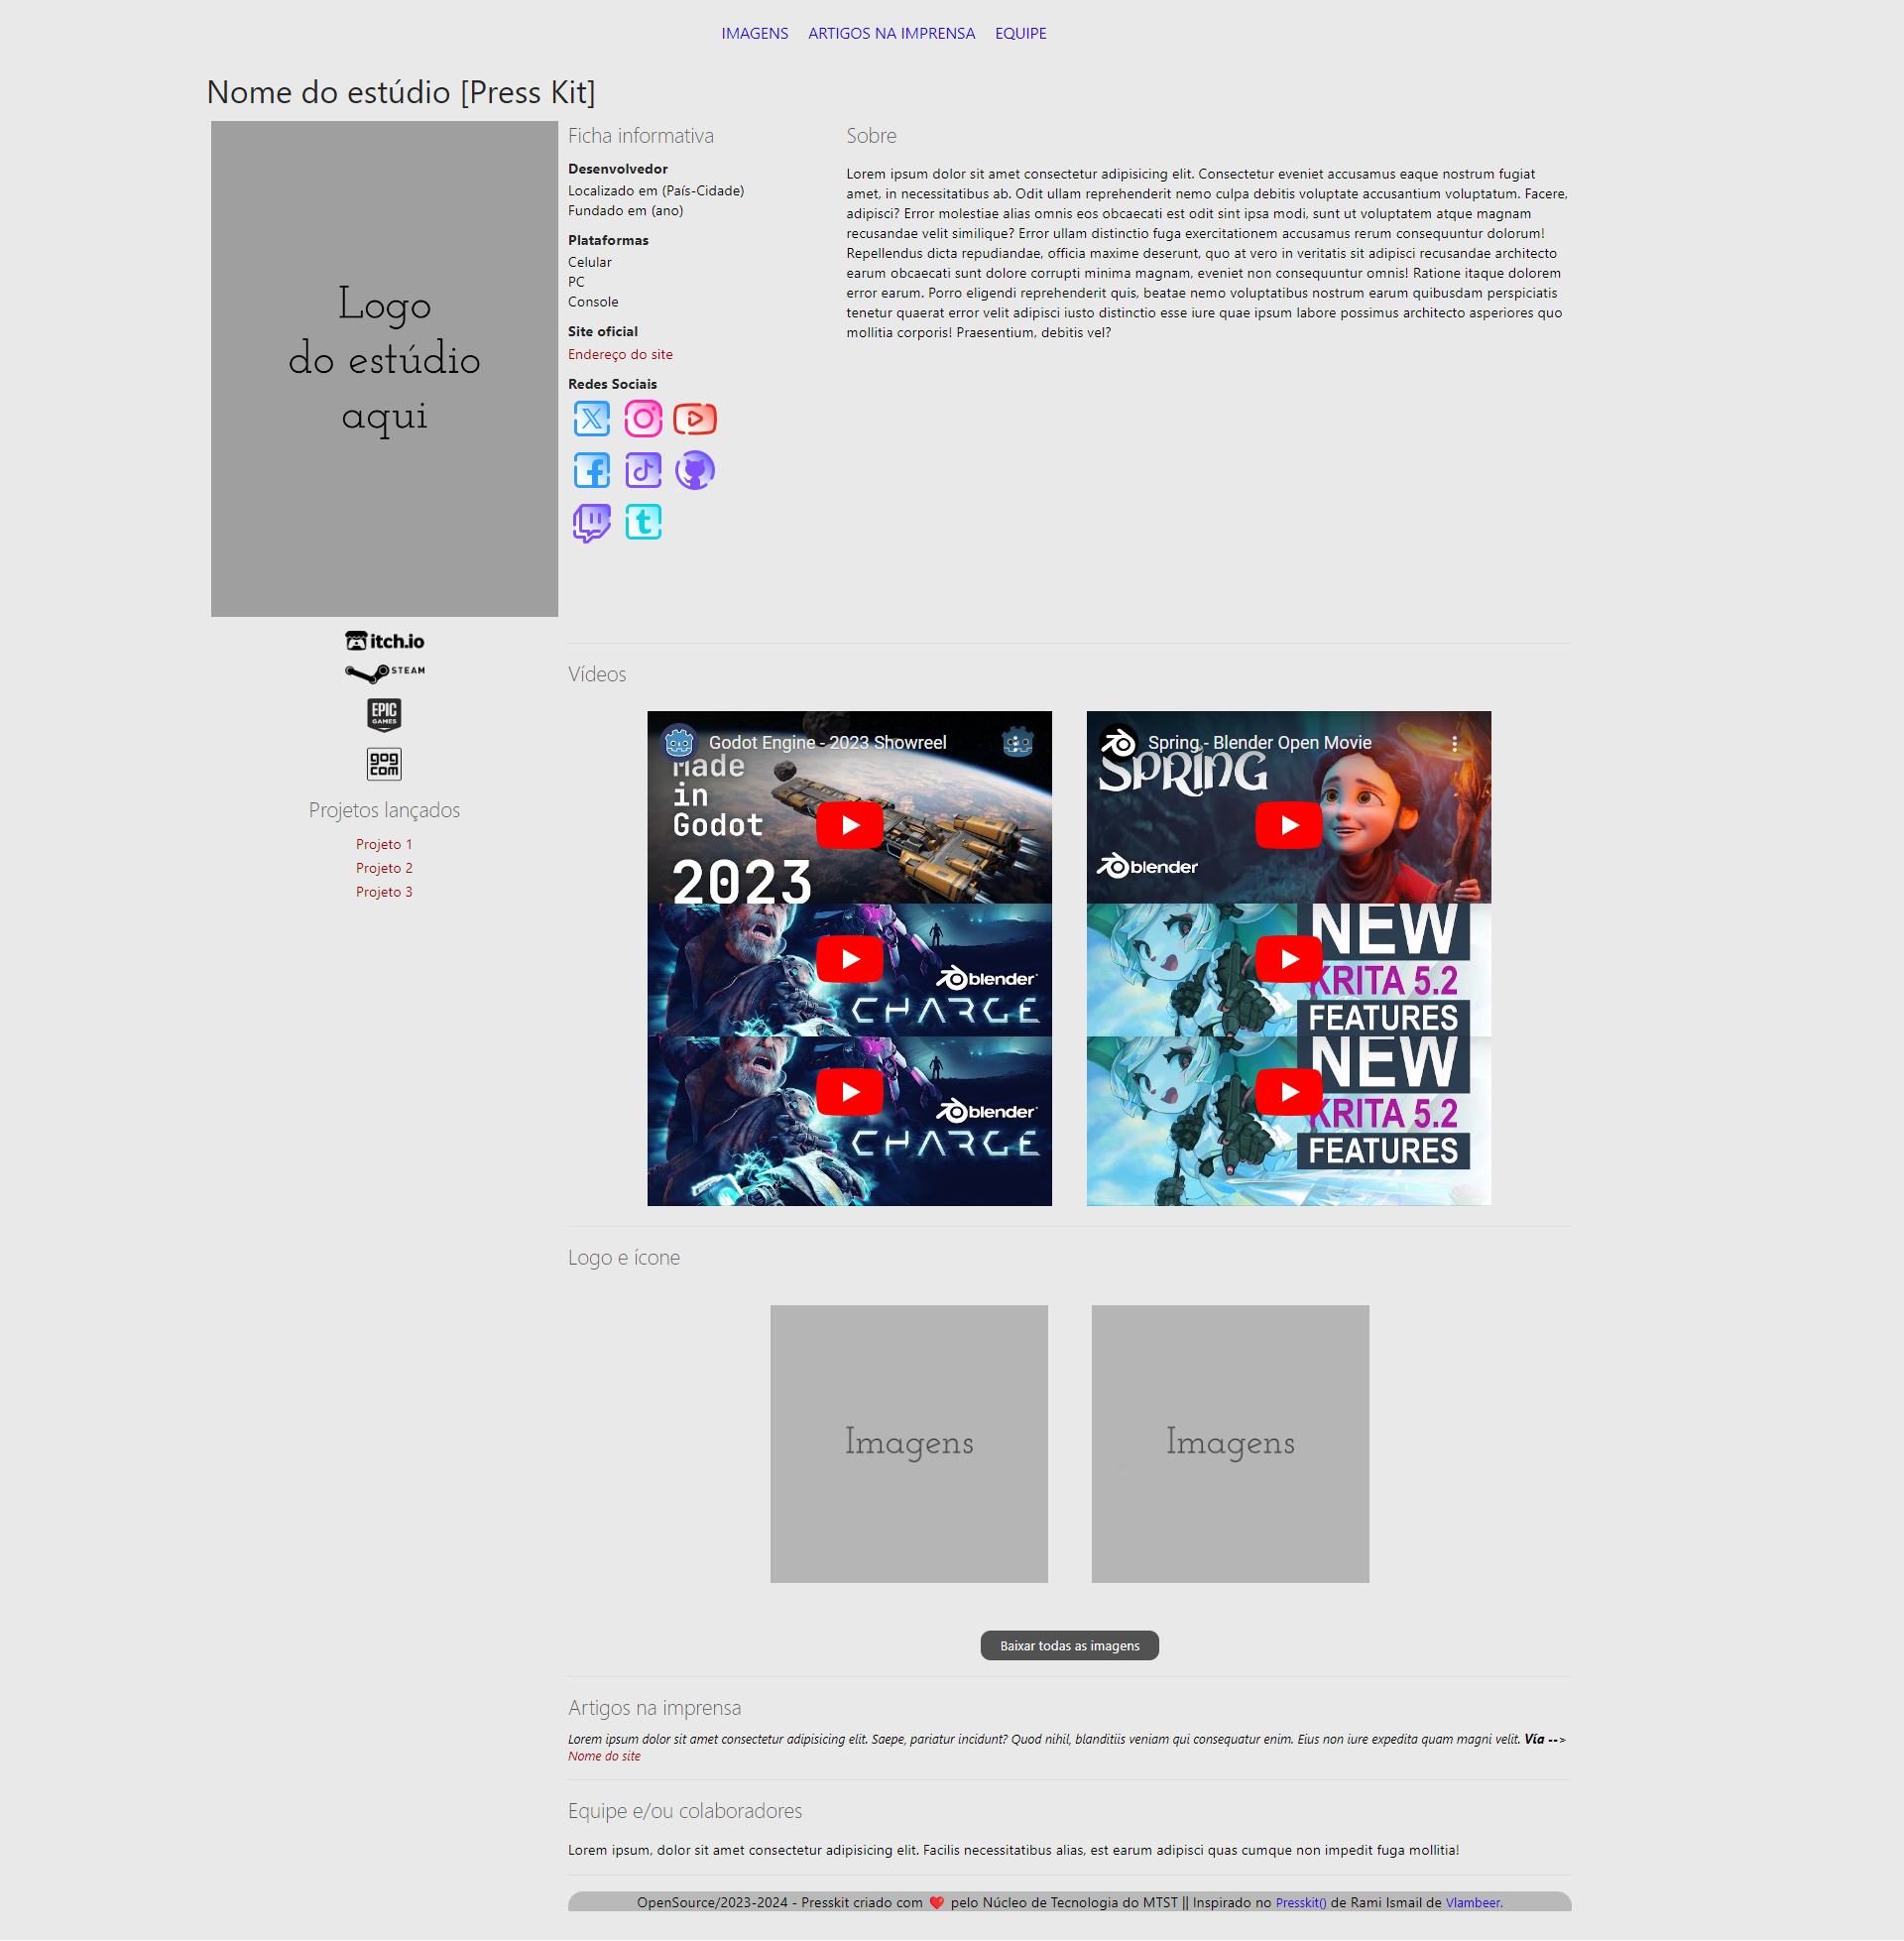 IMAGENS ARTIGOS NA IMPRENSA EQUIPE
Nome do estúdio [Press Kit]
Logo
do estúdio
aqui
itch.io
STEAM
EPIC
GAMES
gog
com
Projetos lançados
Projeto 1
Projeto 2
Projeto 3
Ficha informativa
Desenvolvedor
Localizado em (País-Cidade)
Fundado em (ano)
Plataformas
Celular
PC
Console
Site oficial
Endereço do site
Redes Sociais
Sobre
Lorem ipsum dolor sit amet consectetur adipisicing elit. Consectetur eveniet accusamus eaque nostrum fugiat
amet, in necessitatibus ab. Odit ullam reprehenderit nemo culpa debitis voluptate accusantium voluptatum. Facere,
adipisci? Error molestiae alias omnis eos obcaecati est odit sint ipsa modi, sunt ut voluptatem atque magnam
recusandae velit similique? Error ullam distinctio fuga exercitationem accusamus rerum consequuntur dolorum!
Repellendus dicta repudiandae, officia maxime deserunt, quo at vero in veritatis sit adipisci recusandae architecto
earum obcaecati sunt dolore corrupti minima magnam, eveniet non consequuntur omnis! Ratione itaque dolorem
error earum. Porro eligendi reprehenderit quis, beatae nemo voluptatibus nostrum earum quibusdam perspiciatis
tenetur quaerat error velit adipisci iusto distinctio esse iure quae ipsum labore possimus architecto asperiores quo
mollitia corporis! Praesentium, debitis vel?
Vídeos
Godot Engine - 2023 Showreel
Made
in
Godot
2023
Spring - Blender Open Movie
SPRING
blender
blender
CHARGE
NEW
KRITA 5.2
FEATURES
blender
CHARGE
NEW
KRITA 5.2
FEATURES
Logo e ícone
Imagens
Imagens
Baixar todas as imagens
Artigos na imprensa
Lorem ipsum dolor sit amet consectetur adipisicing elit. Saepe, pariatur incidunt? Quod nihil, blanditiis veniam qui consequatur enim. Eius non iure expedita quam magni velit. Vía -->
Nome do site
Equipe e/ou colaboradores
Lorem ipsum, dolor sit amet consectetur adipisicing elit. Facilis necessitatibus alias, est earum adipisci quas cumque non impedit fuga mollitia!
OpenSource/2023-2024 - Presskit criado com ❤️ pelo Núcleo de Tecnologia do MTST || Inspirado no Presskit() de Rami Ismail de Vlambeer.